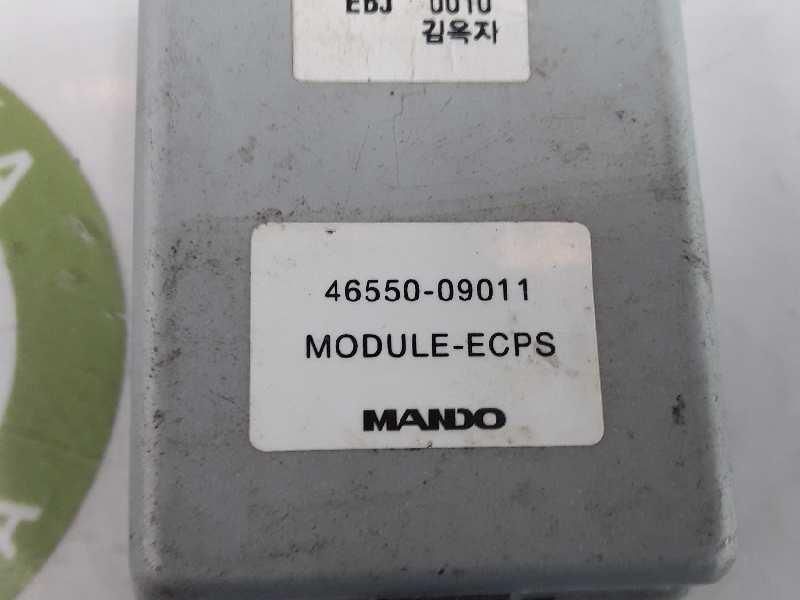 EBJ 0010
김옥자
46550-09011
MODULE-ECPS
MANDO
A
A